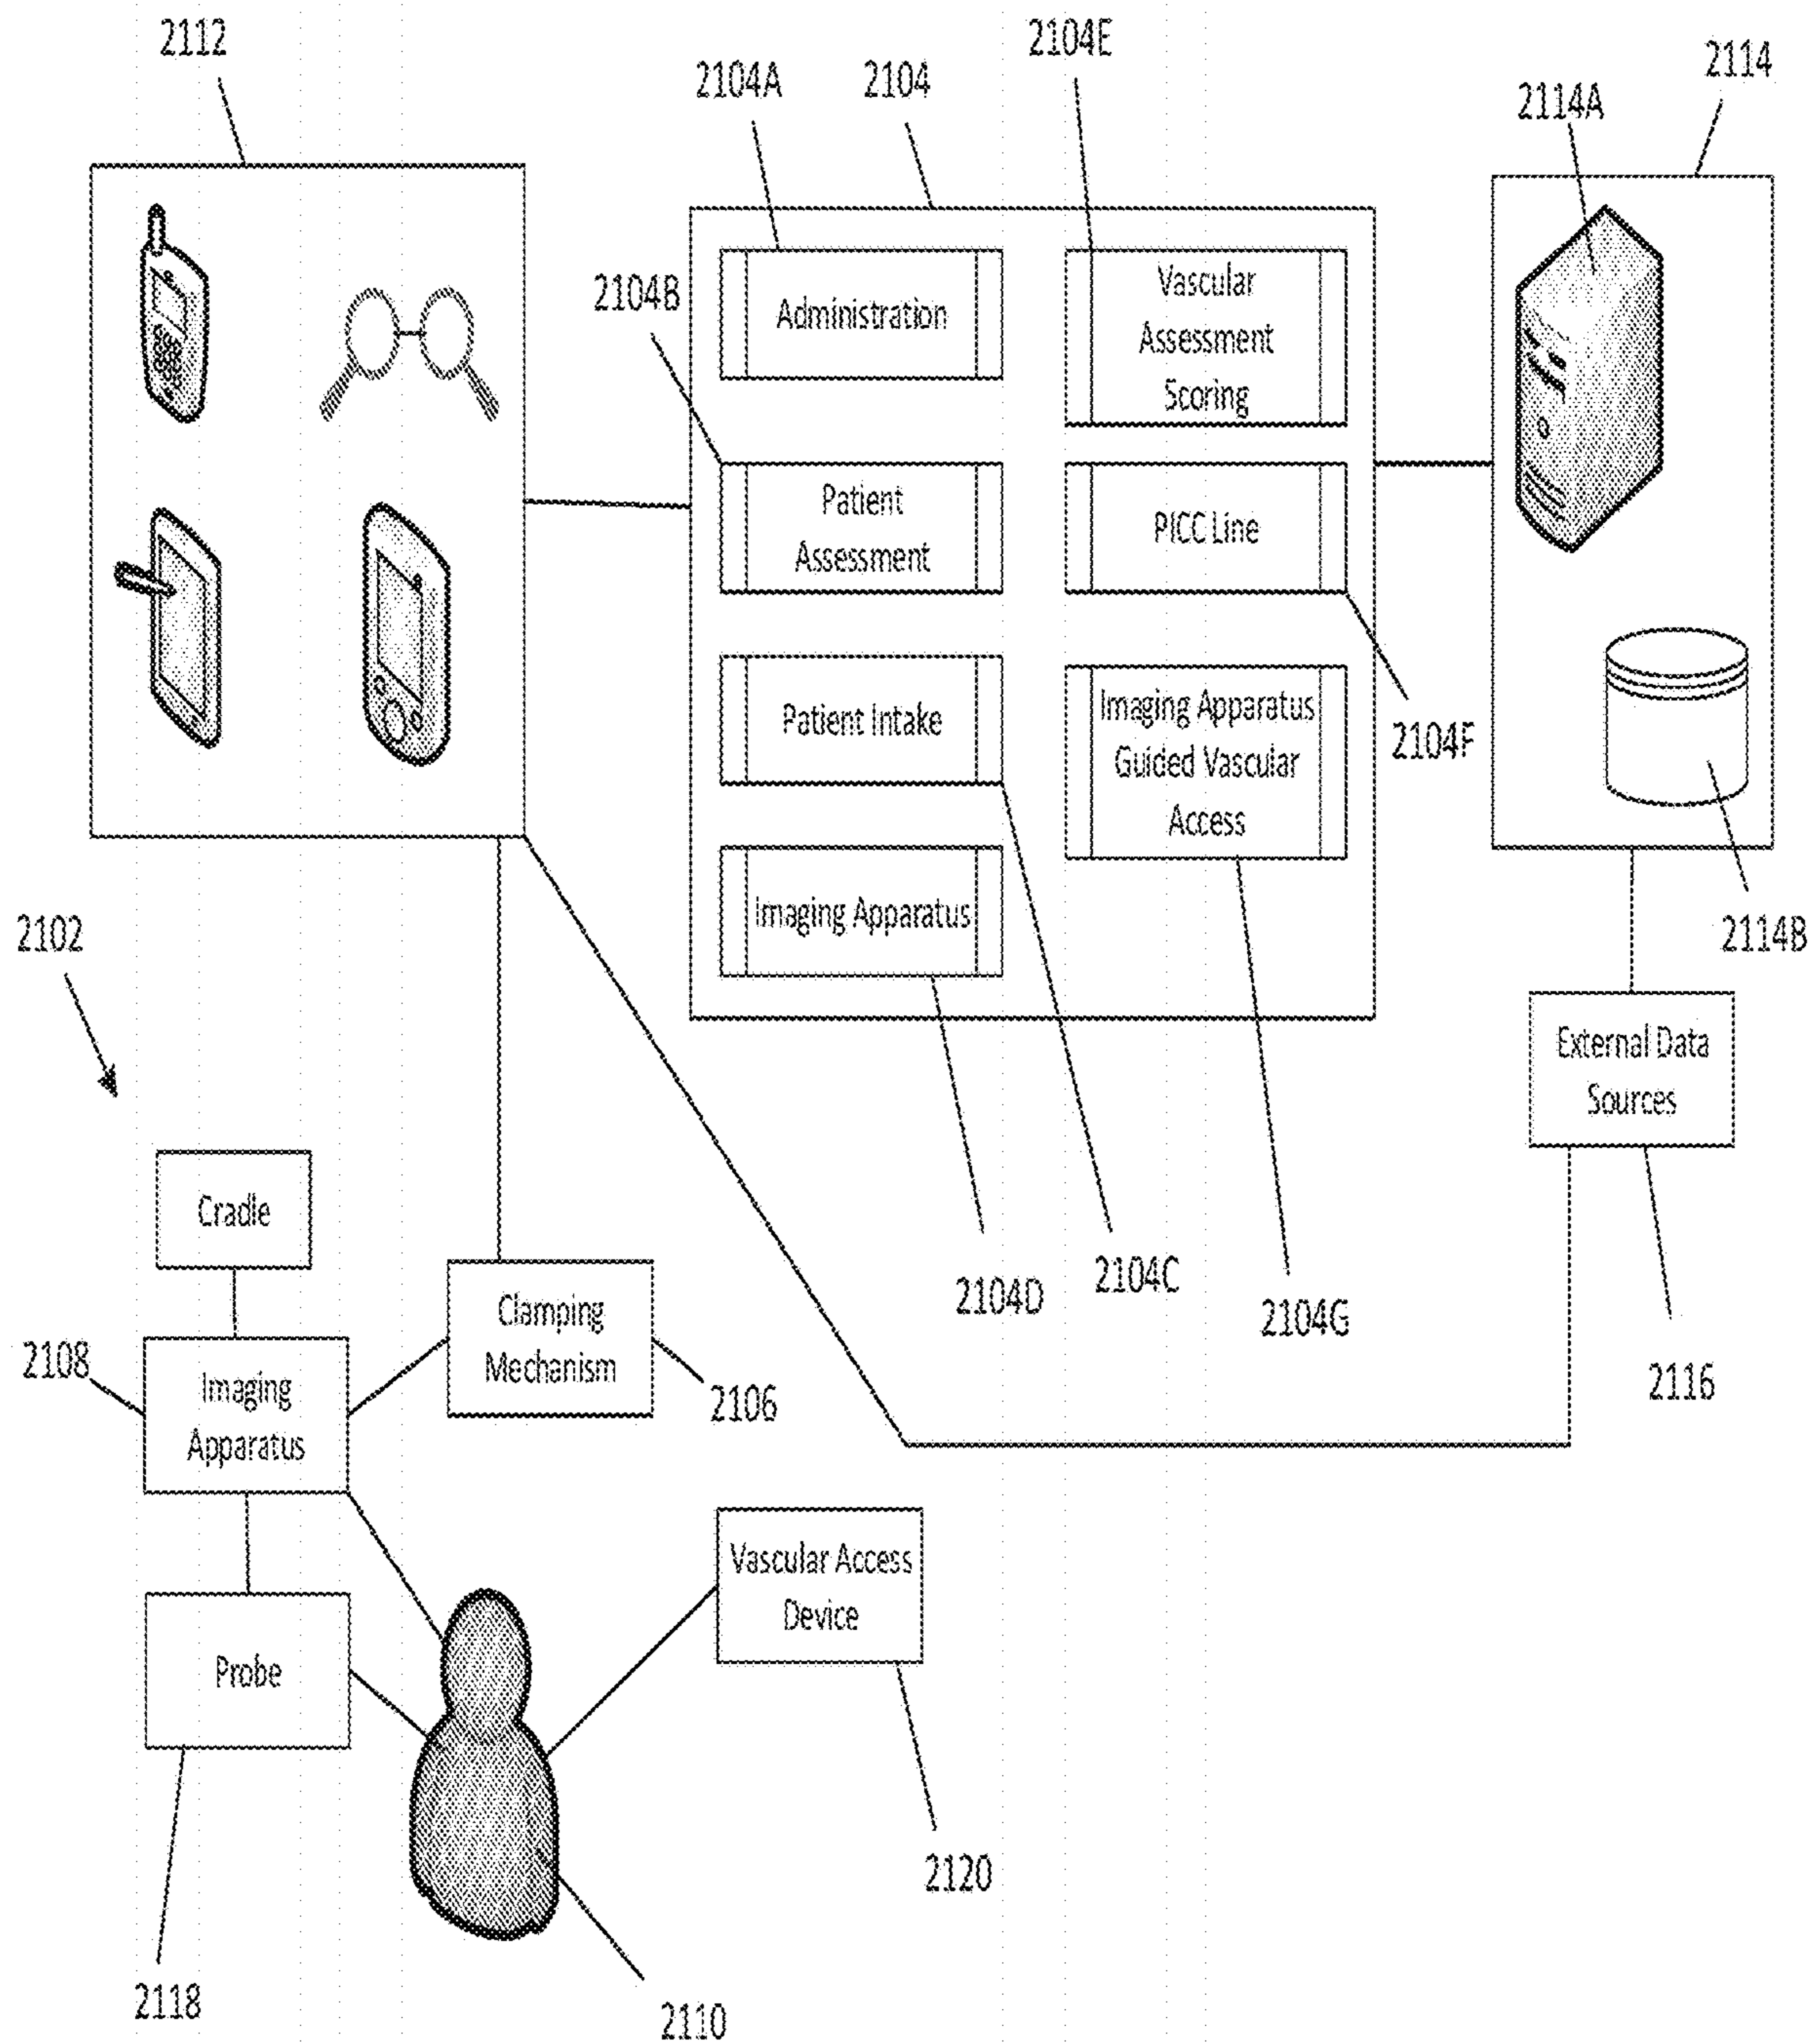 2112
2104E
2104A
2104
2114
2114A
2104B
Administration
Vascular
Assessment
Scoring
Patient
Assessment
PICC Line
Patient Intake
Imaging Apparatus
Guided Vascular
Access
2104F
Imaging Apparatus
2114B
2102
External Data
Sources
Cradle
2104D
2104C
2104G
Clamping
Mechanism
2108
Imaging
Apparatus
2106
2116
Vascular Access
Device
Probe
2120
2118
2110